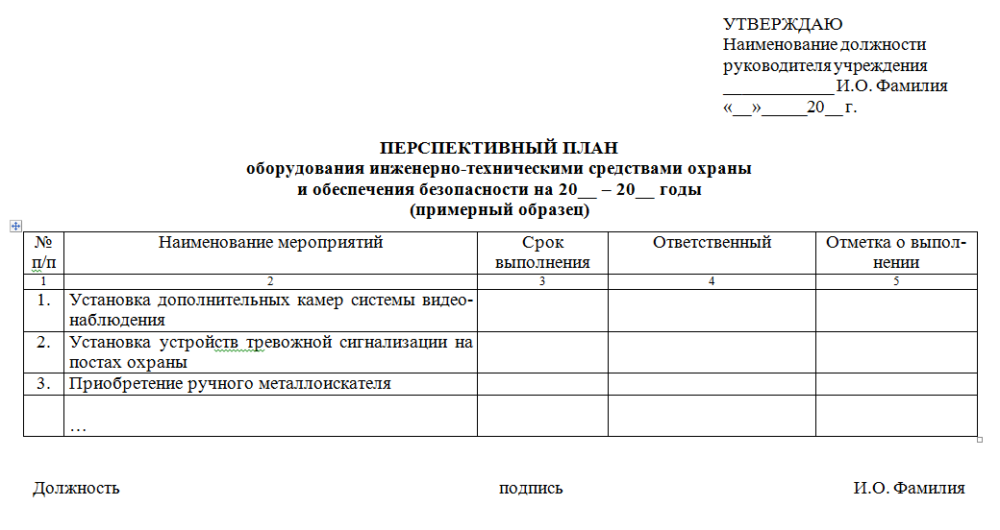 УТВЕРЖДАЮ
Наименование должности
руководителя учреждения
____________ И.О. Фамилия
«__»_____20__ г.
ПЕРСПЕКТИВНЫЙ ПЛАН
оборудования инженерно-техническими средствами охраны
и обеспечения безопасности на 20__ – 20__ годы
(примерный образец)
№ п/п	Наименование мероприятий	Срок выполнения	Ответственный	Отметка о выпол-нении
1	2	3	4	5
1.	Установка дополнительных камер системы видео-
наблюдения
2.	Установка устройств тревожной сигнализации на
постах охраны
3.	Приобретение ручного металлоискателя
…
Должность	подпись	И.О. Фамилия